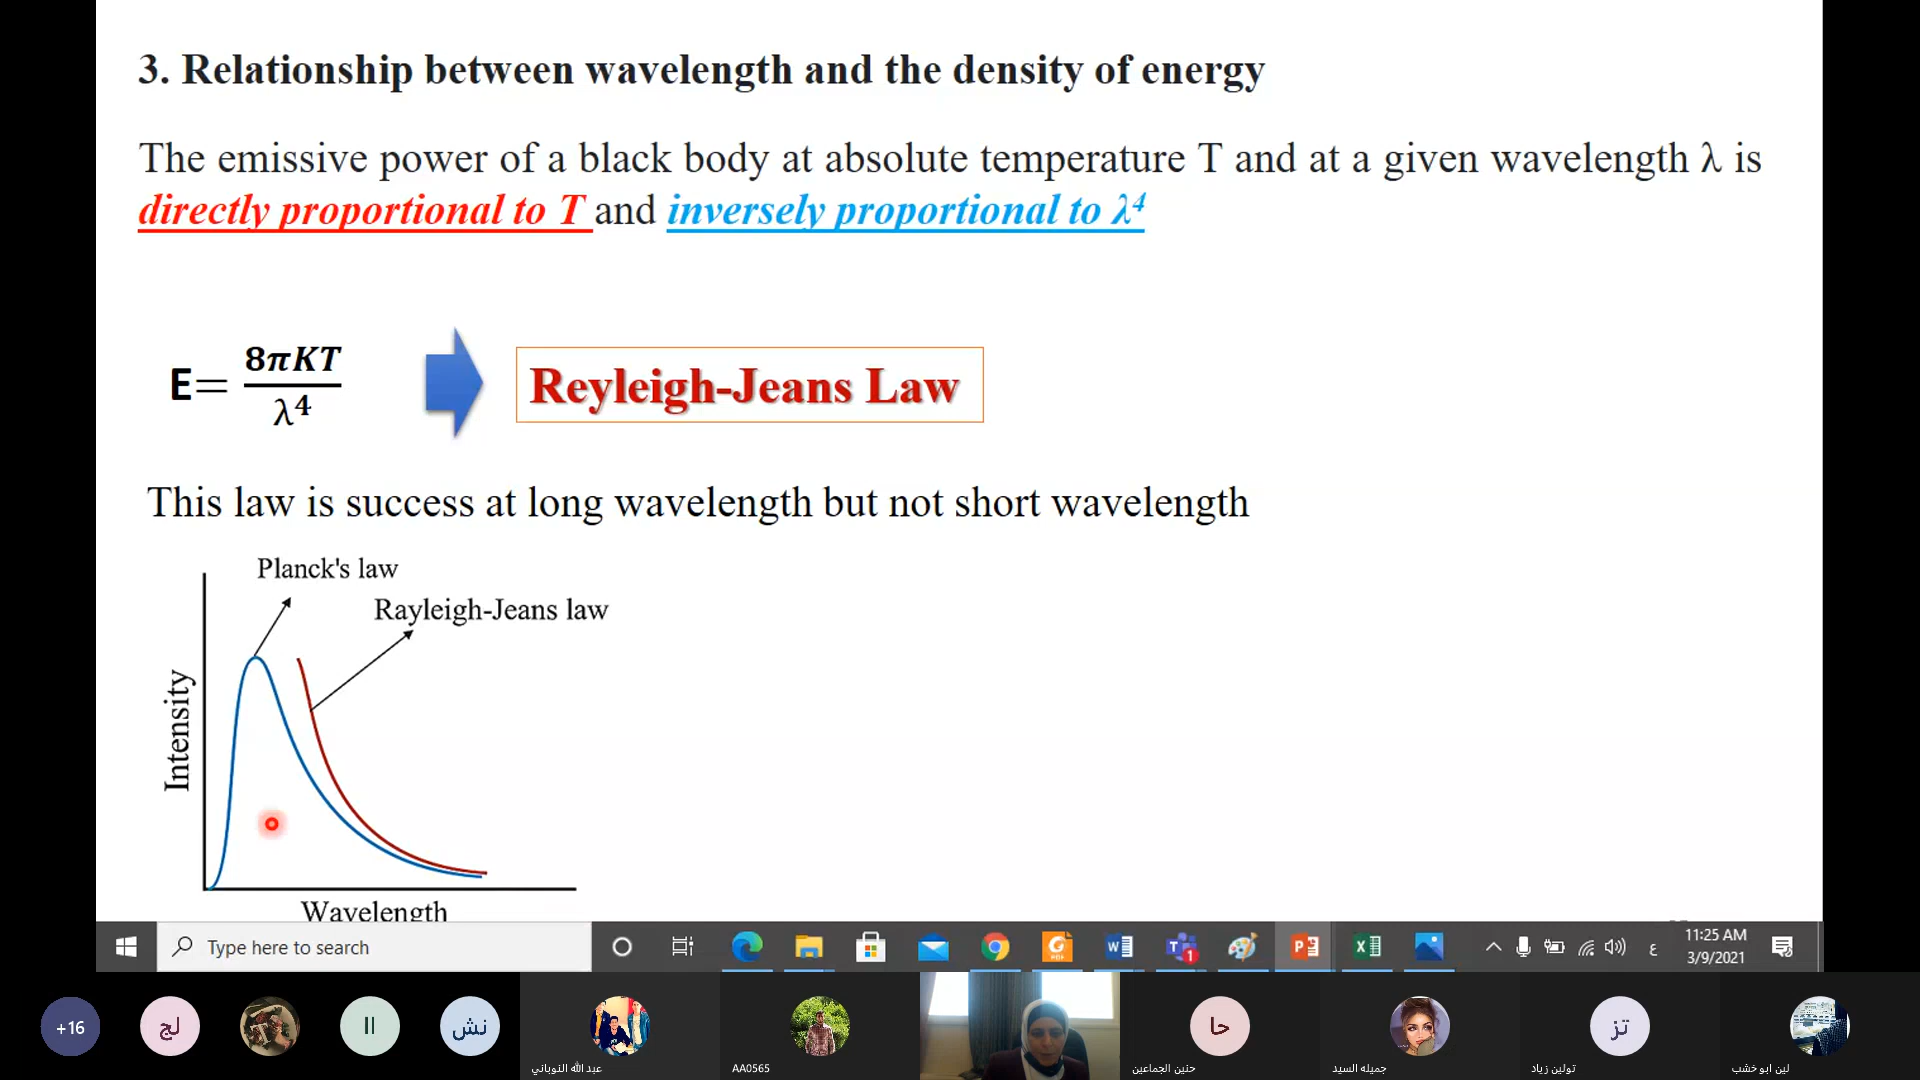 3. Relationship between wavelength and the density of energy
The emissive power of a black body at absolute temperature T and at a given wavelength λ is
directly proportional to T and inversely proportional to λ⁴
E= 8πKT / λ⁴
Reyleigh-Jeans Law
This law is success at long wavelength but not short wavelength
Planck's law
Rayleigh-Jeans law
Intensity
Wavelength
Type here to search
11:25 AM
3/9/2021
+16
لج
اا
نش
عبد الله النوباني
AA0565
حا
حنين الجماعين
جميله السيد
تز
تولين زياد
لين ابو خشب